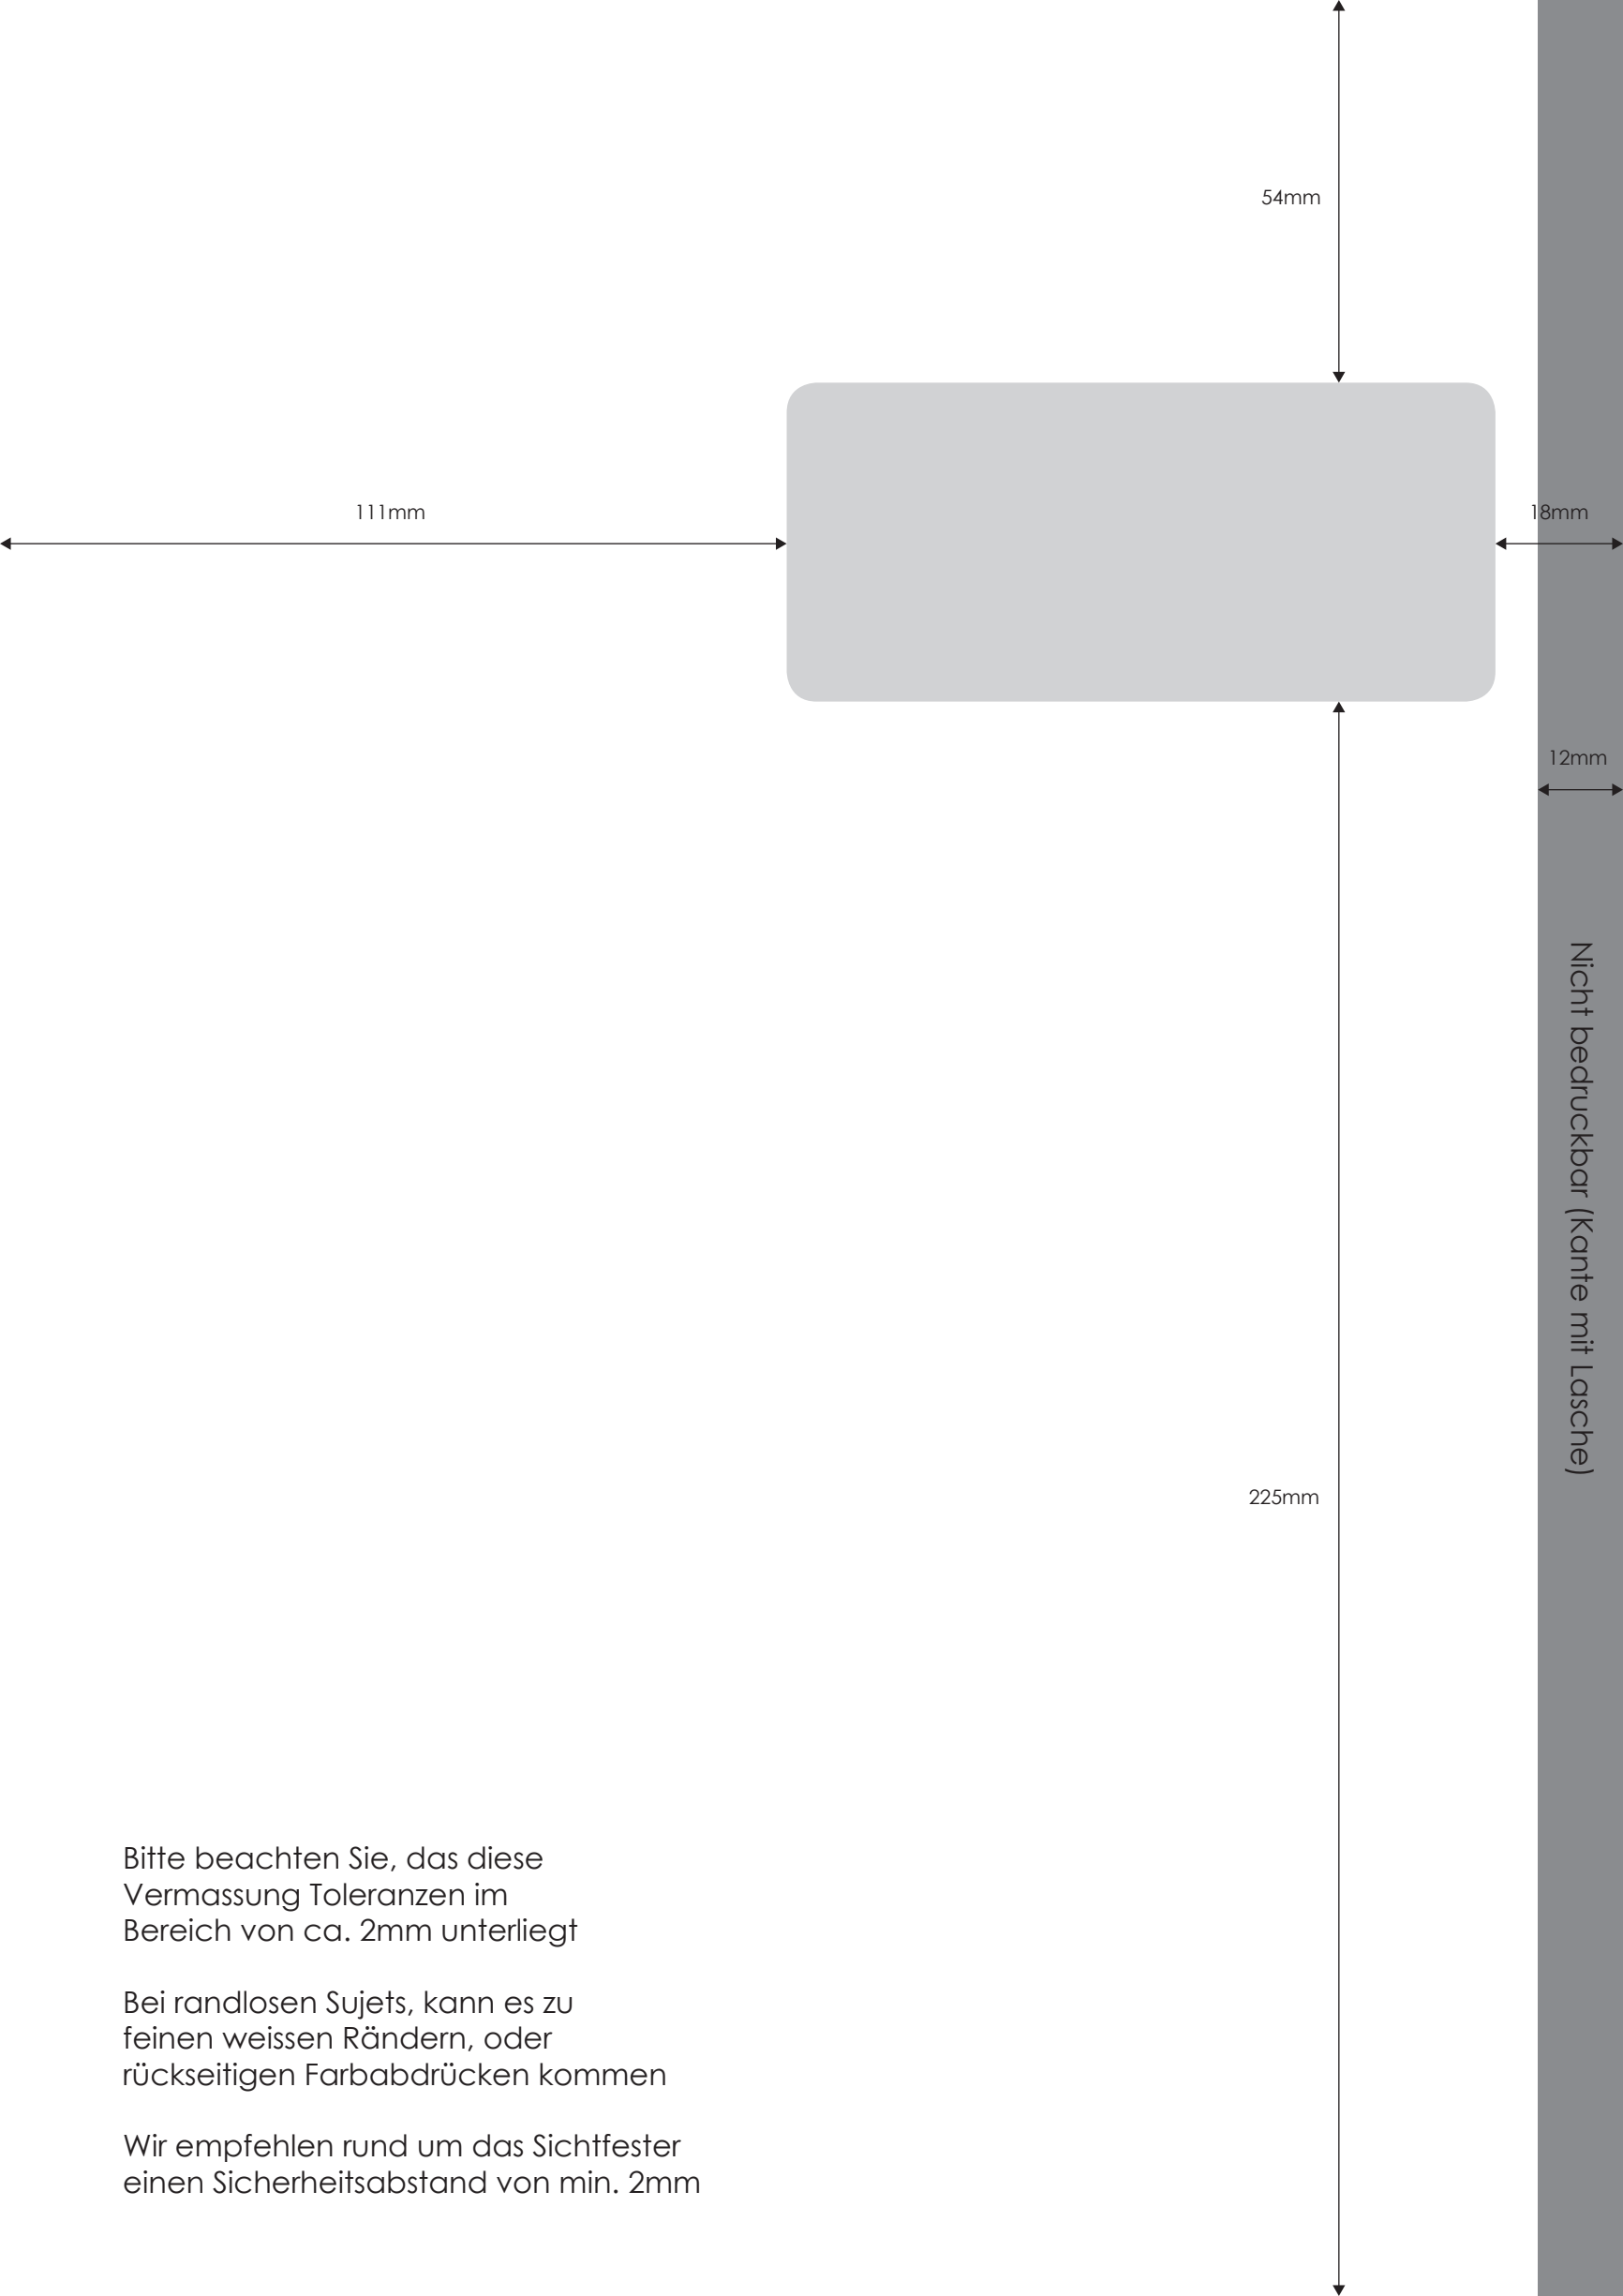 54mm
111mm
18mm
12mm
Nicht bedruckbar (Kante mit Lasche)
225mm
Bitte beachten Sie, das diese
Vermassung Toleranzen im
Bereich von ca. 2mm unterliegt
Bei randlosen Sujets, kann es zu
feinen weissen Rändern, oder
rückseitigen Farbabdrücken kommen
Wir empfehlen rund um das Sichtfester
einen Sicherheitsabstand von min. 2mm